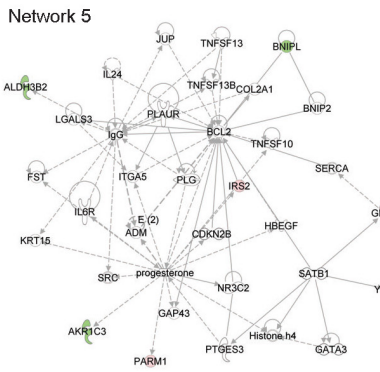 Network 5
JUP
TNFSF13
BNIPL
IL24
ALDH3B2
TNFSF13B
COL2A1
LGALS3
PLAUR
BNIP2
IgG
BCL2
TNFSF10
SERCA
FST
ITGA5
PLG
IRS2
IL6R
E (2)
HBEGF
KRT15
ADM
CDKN2B
SRC
progesterone
SATB1
NR3C2
GAP43
AKR1C3
Histone h4
PARM1
PTGES3
GATA3